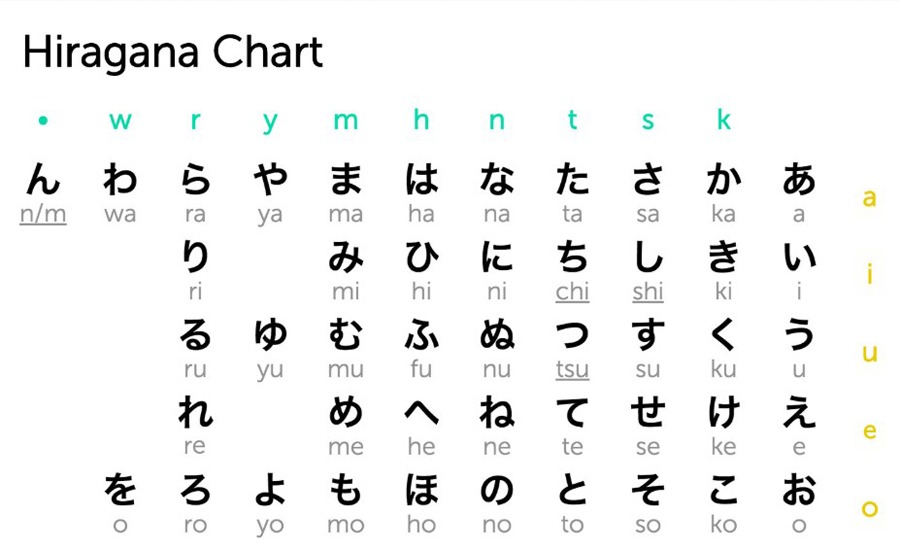 Hiragana Chart
• w r y m h n t s k
ん わ ら や ま は な た さ か あ
n/m wa ra ya ma ha na ta sa ka a a
り み ひ に ち し き い
ri mi hi ni chi shi ki i i
る ゆ む ふ ぬ つ す く う
ru yu mu fu nu tsu su ku u u
れ め へ ね て せ け え
re me he ne te se ke e e
を ろ よ も ほ の と そ こ お
o ro yo mo ho no to so ko o o